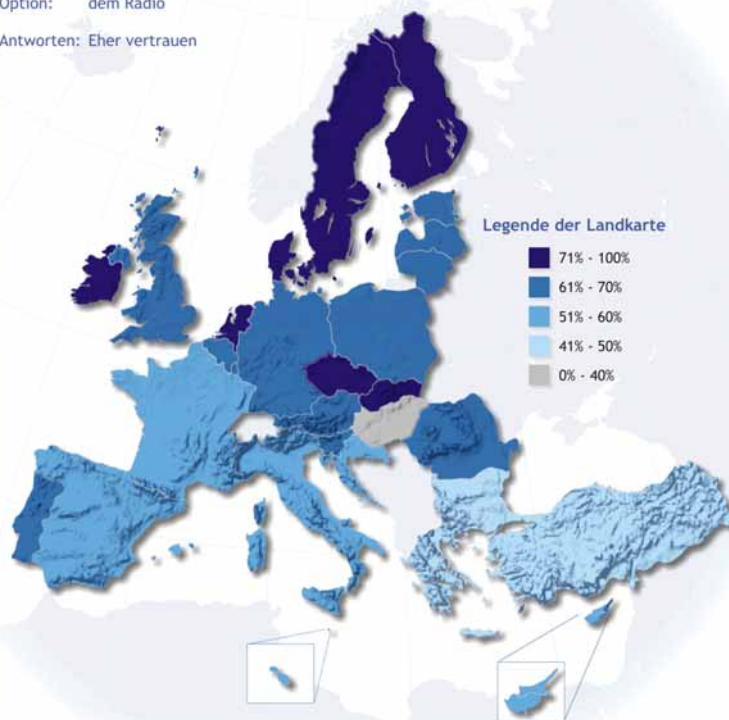 Option: dem Radio
Antworten: Eher vertrauen
Legende der Landkarte
71% - 100%
61% - 70%
51% - 60%
41% - 50%
0% - 40%